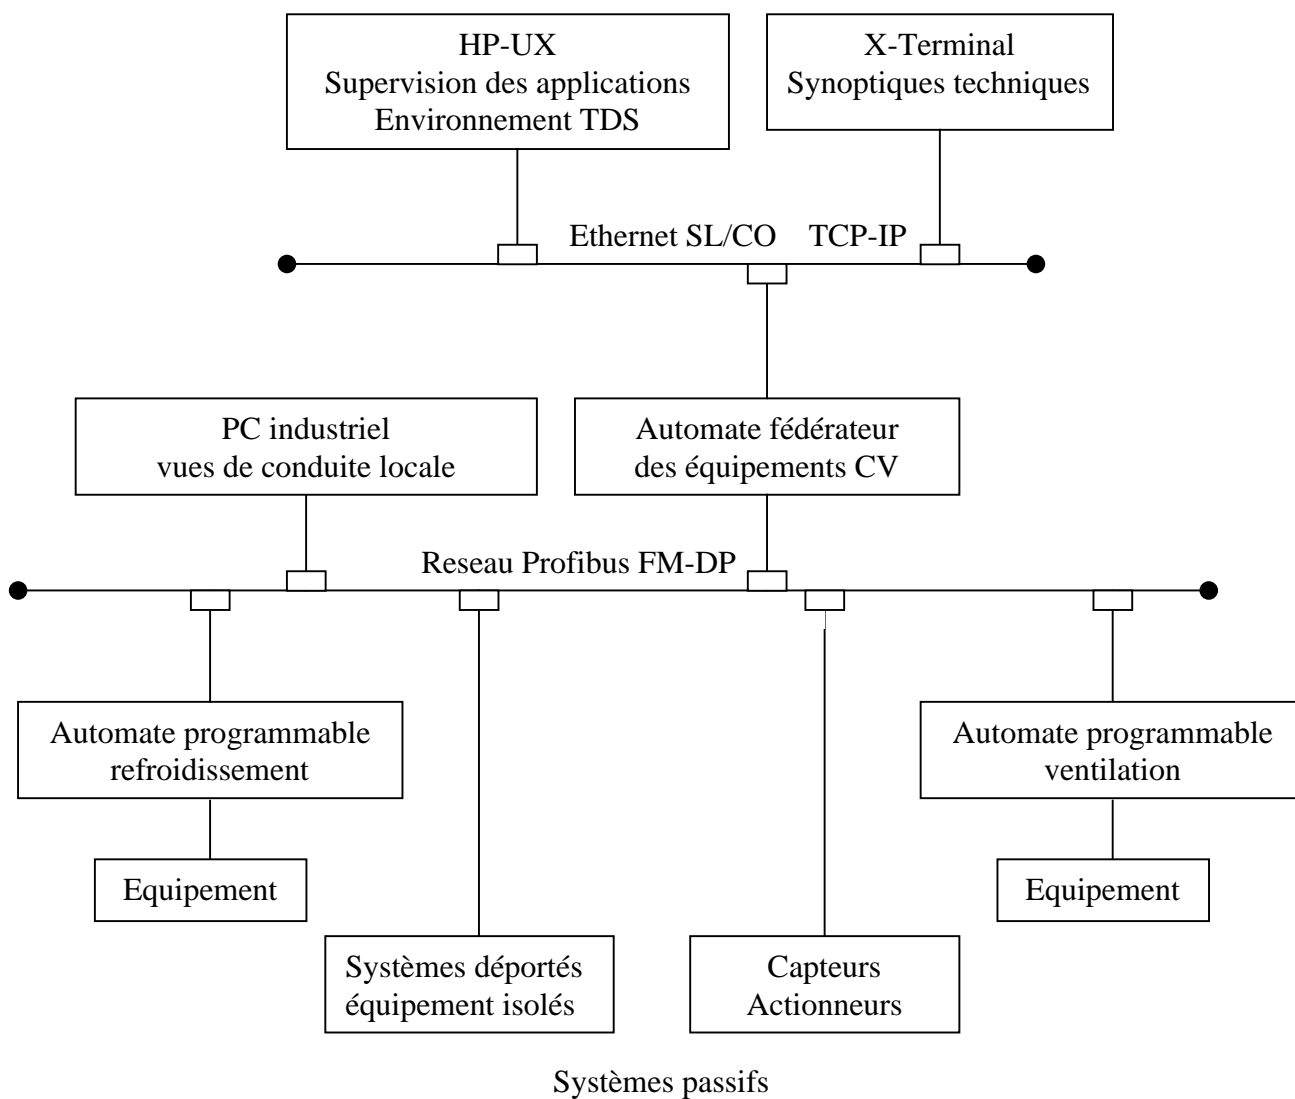 HP-UX
Supervision des applications
Environnement TDS
X-Terminal
Synoptiques techniques
Ethernet SL/CO TCP-IP
PC industriel
vues de conduite locale
Automate fédérateur
des équipements CV
Reseau Profibus FM-DP
Automate programmable
refroidissement
Automate programmable
ventilation
Equipement
Equipement
Systèmes déportés
équipement isolés
Capteurs
Actionneurs
Systèmes passifs